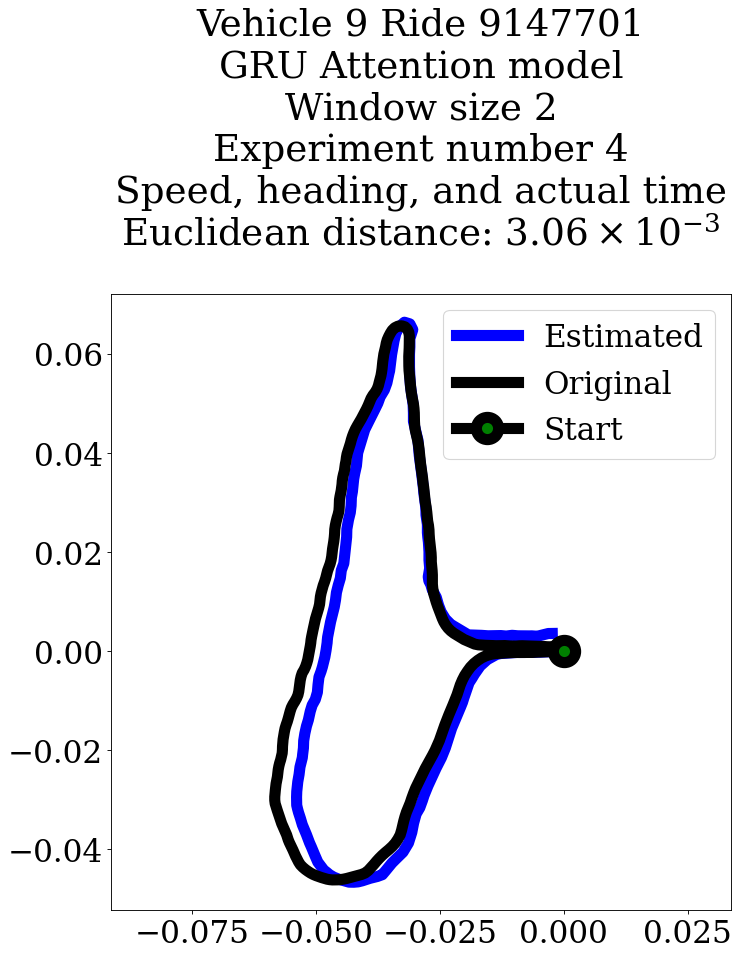 Vehicle 9 Ride 9147701
GRU Attention model
Window size 2
Experiment number 4
Speed, heading, and actual time
Euclidean distance: 3.06 × 10⁻³
Estimated
Original
Start
0.06
0.04
0.02
0.00
−0.02
−0.04
−0.075 −0.050 −0.025 0.000 0.025